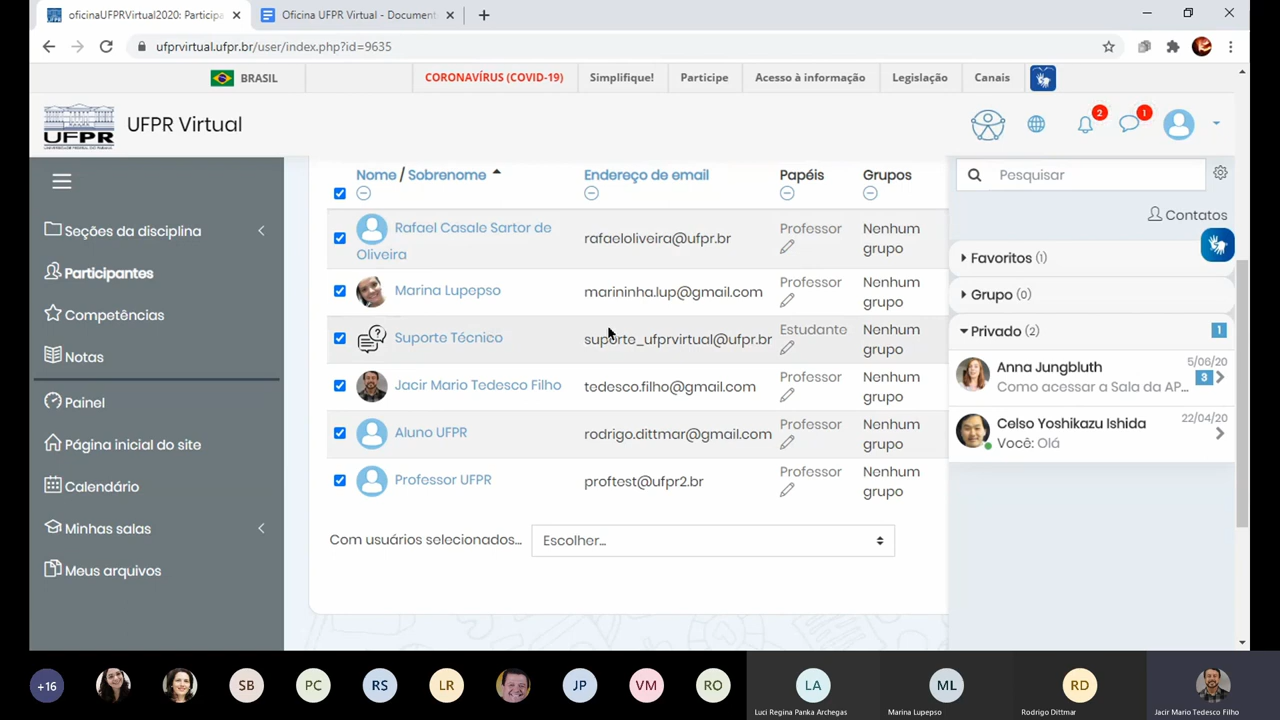 oficinaUFPRVirtual2020: Participa
Oficina UFPR Virtual - Document
ufprvirtual.ufpr.br/user/index.php?id=9635
BRASIL
CORONAVÍRUS (COVID-19)
Simplifique!
Participe
Acesso à informação
Legislação
Canais
UFPR
UFPR Virtual
2
1
Seções da disciplina
Participantes
Competências
Notas
Painel
Página inicial do site
Calendário
Minhas salas
Meus arquivos
Nome / Sobrenome
Endereço de email
Papéis
Grupos
Rafael Casale Sartor de
Oliveira
rafaeloliveira@ufpr.br
Professor
Nenhum
grupo
Marina Lupepso
marininha.lup@gmail.com
Professor
Nenhum
grupo
Suporte Técnico
suporte_ufprvirtual@ufpr.br
Estudante
Nenhum
grupo
Jacir Mario Tedesco Filho
tedesco.filho@gmail.com
Professor
Nenhum
grupo
Aluno UFPR
rodrigo.dittmar@gmail.com
Professor
Nenhum
grupo
Professor UFPR
proftest@ufpr2.br
Professor
Nenhum
grupo
Com usuários selecionados...
Escolher...
Pesquisar
Contatos
Favoritos (1)
Grupo (0)
Privado (2)
1
Anna Jungbluth
5/06/20
Como acessar a Sala da AP...
3
Celso Yoshikazu Ishida
22/04/20
Você: Olá
+16
SB
PC
RS
LR
JP
VM
RO
LA
Luci Regina Panka Archegas
ML
Marina Lupepso
RD
Rodrigo Dittmar
Jacir Mario Tedesco Filho